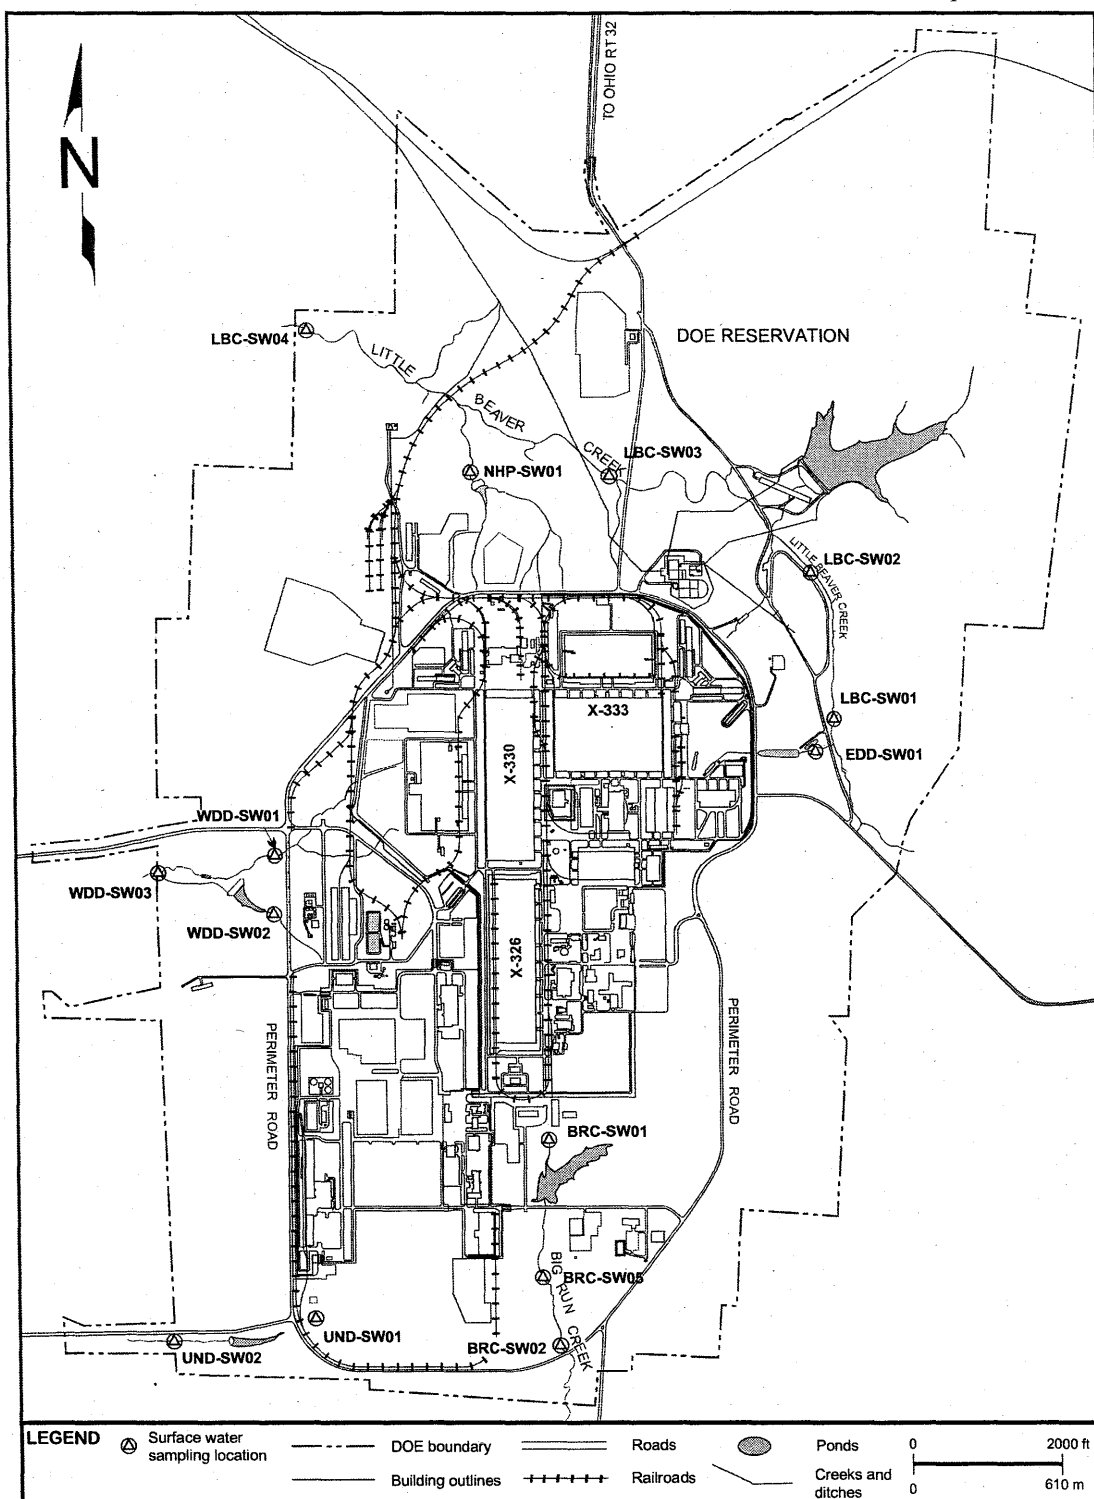 TO OHIO RT32
N
DOE RESERVATION
LBC-SW04
LITTLE
BEAVER
CREEK
LBC-SW03
NHP-SW01
LITTLE BEAVER CREEK
LBC-SW02
LBC-SW01
EDD-SW01
X-333
X-330
WDD-SW01
WDD-SW03
WDD-SW02
X-326
PERIMETER ROAD
PERIMETER ROAD
BRC-SW01
BIG RUN CREEK
BRC-SW05
UND-SW01
BRC-SW02
UND-SW02
LEGEND
Surface water
sampling location
DOE boundary
Building outlines
Roads
Railroads
Ponds
Creeks and
ditches
0 2000 ft
0 610 m